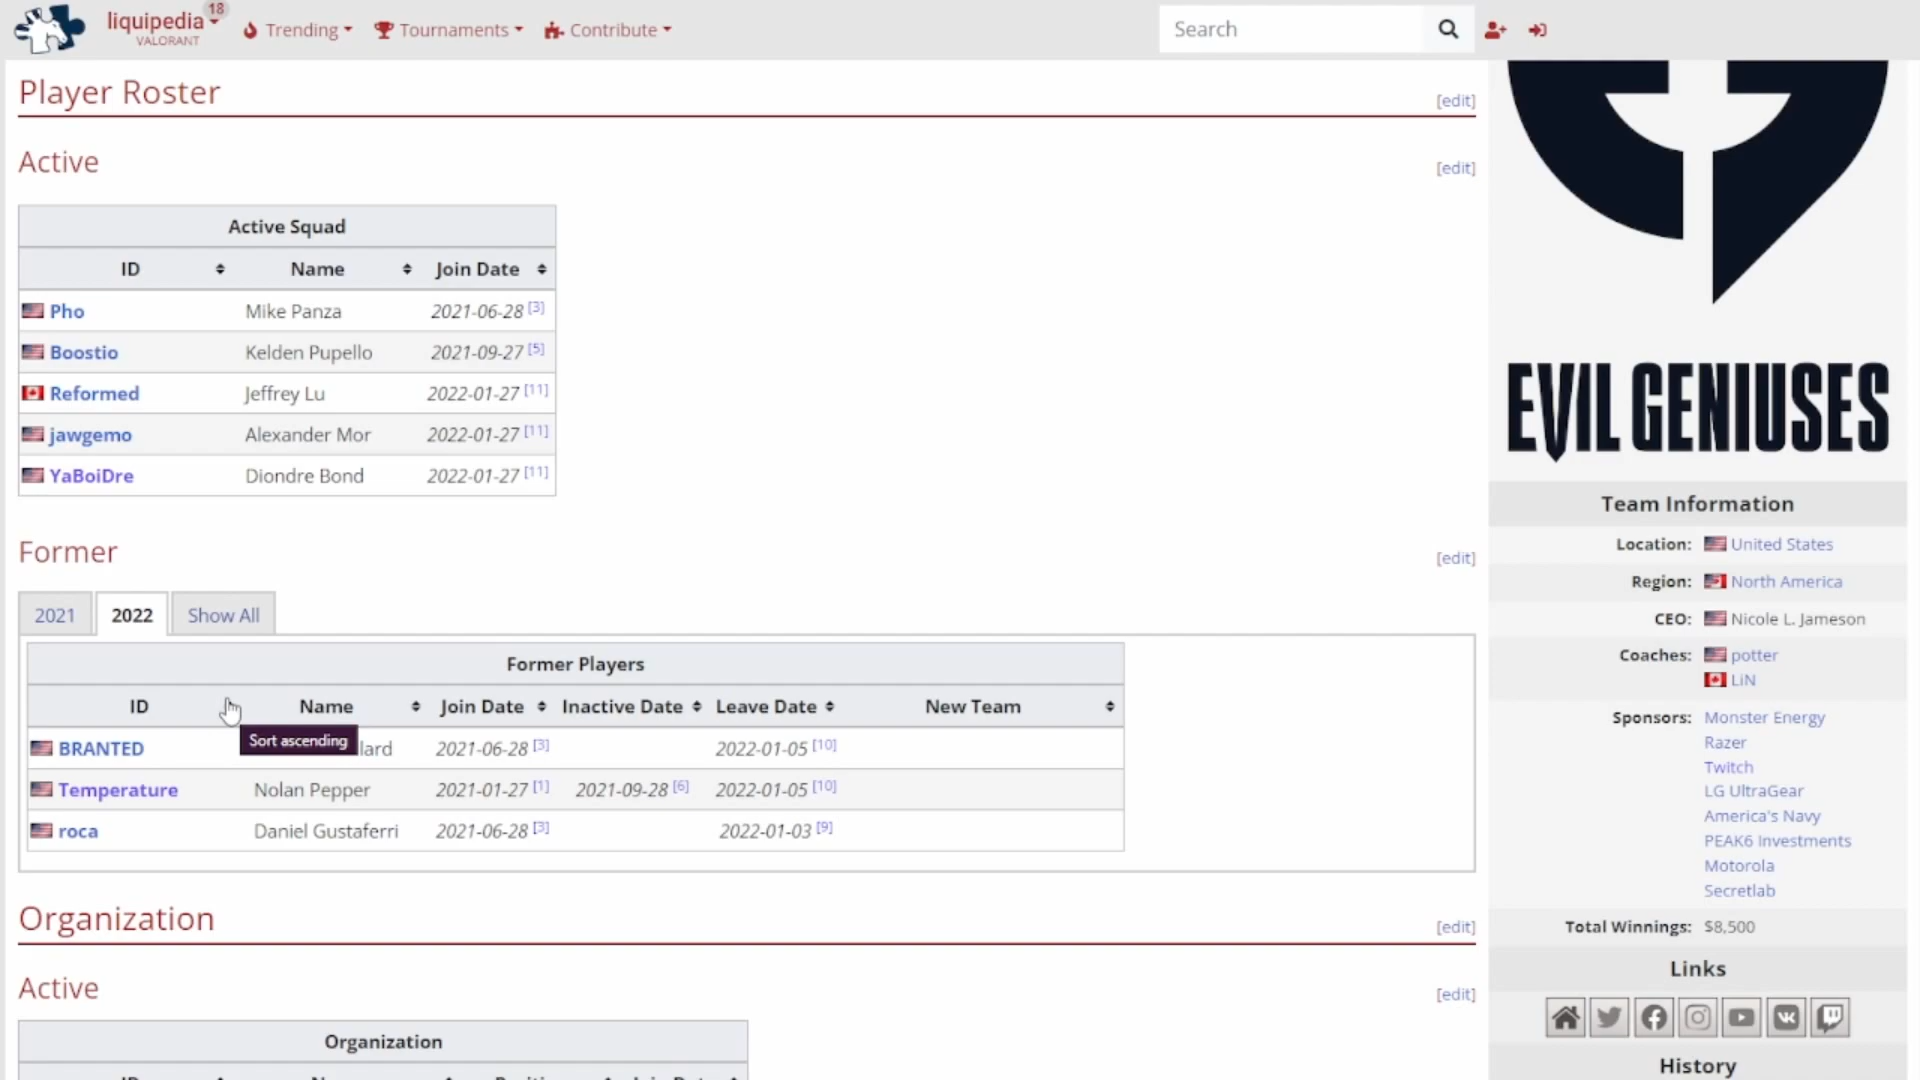 liquipedia 18
VALORANT
Trending
Tournaments
Contribute
Search
Player Roster
[edit]
Active
[edit]
Active Squad
ID Name Join Date
Pho Mike Panza 2021-06-28 [3]
Boostio Kelden Pupello 2021-09-27 [5]
Reformed Jeffrey Lu 2022-01-27 [11]
jawgemo Alexander Mor 2022-01-27 [11]
YaBoiDre Diondre Bond 2022-01-27 [11]
Former
[edit]
2021 2022 Show All
Former Players
ID Name Join Date Inactive Date Leave Date New Team
Sort ascending
BRANTED lard 2021-06-28 [3] 2022-01-05 [10]
Temperature Nolan Pepper 2021-01-27 [1] 2021-09-28 [6] 2022-01-05 [10]
roca Daniel Gustaferri 2021-06-28 [3] 2022-01-03 [9]
Organization
[edit]
Active
[edit]
Organization
EVIL GENIUSES
Team Information
Location: United States
Region: North America
CEO: Nicole L. Jameson
Coaches: potter
LiN
Sponsors: Monster Energy
Razer
Twitch
LG UltraGear
America's Navy
PEAK6 Investments
Motorola
Secretlab
Total Winnings: $8,500
Links
History